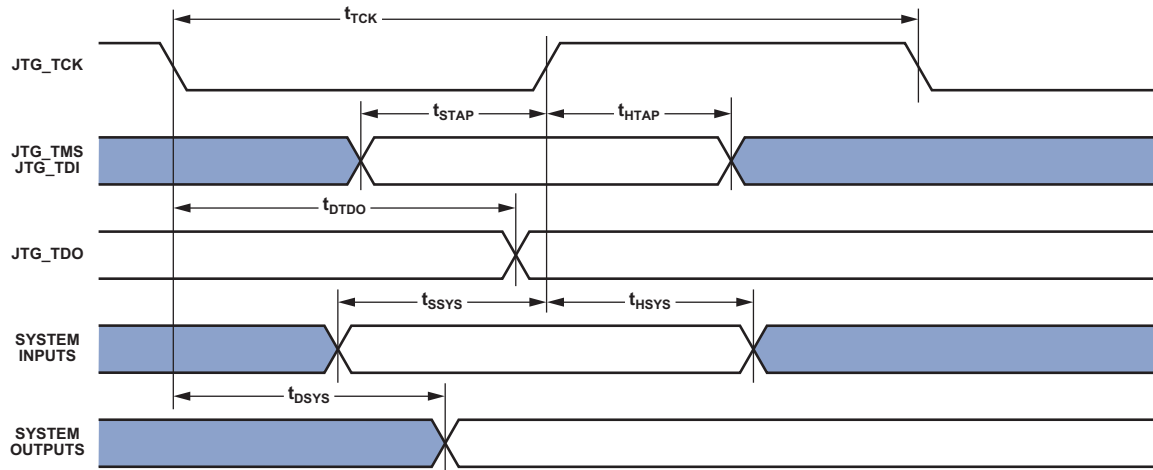 tTCK
JTG_TCK
tSTAP
tHTAP
JTG_TMS
JTG_TDI
tDTDO
JTG_TDO
tSSYS
tHSYS
SYSTEM
INPUTS
tDSYS
SYSTEM
OUTPUTS